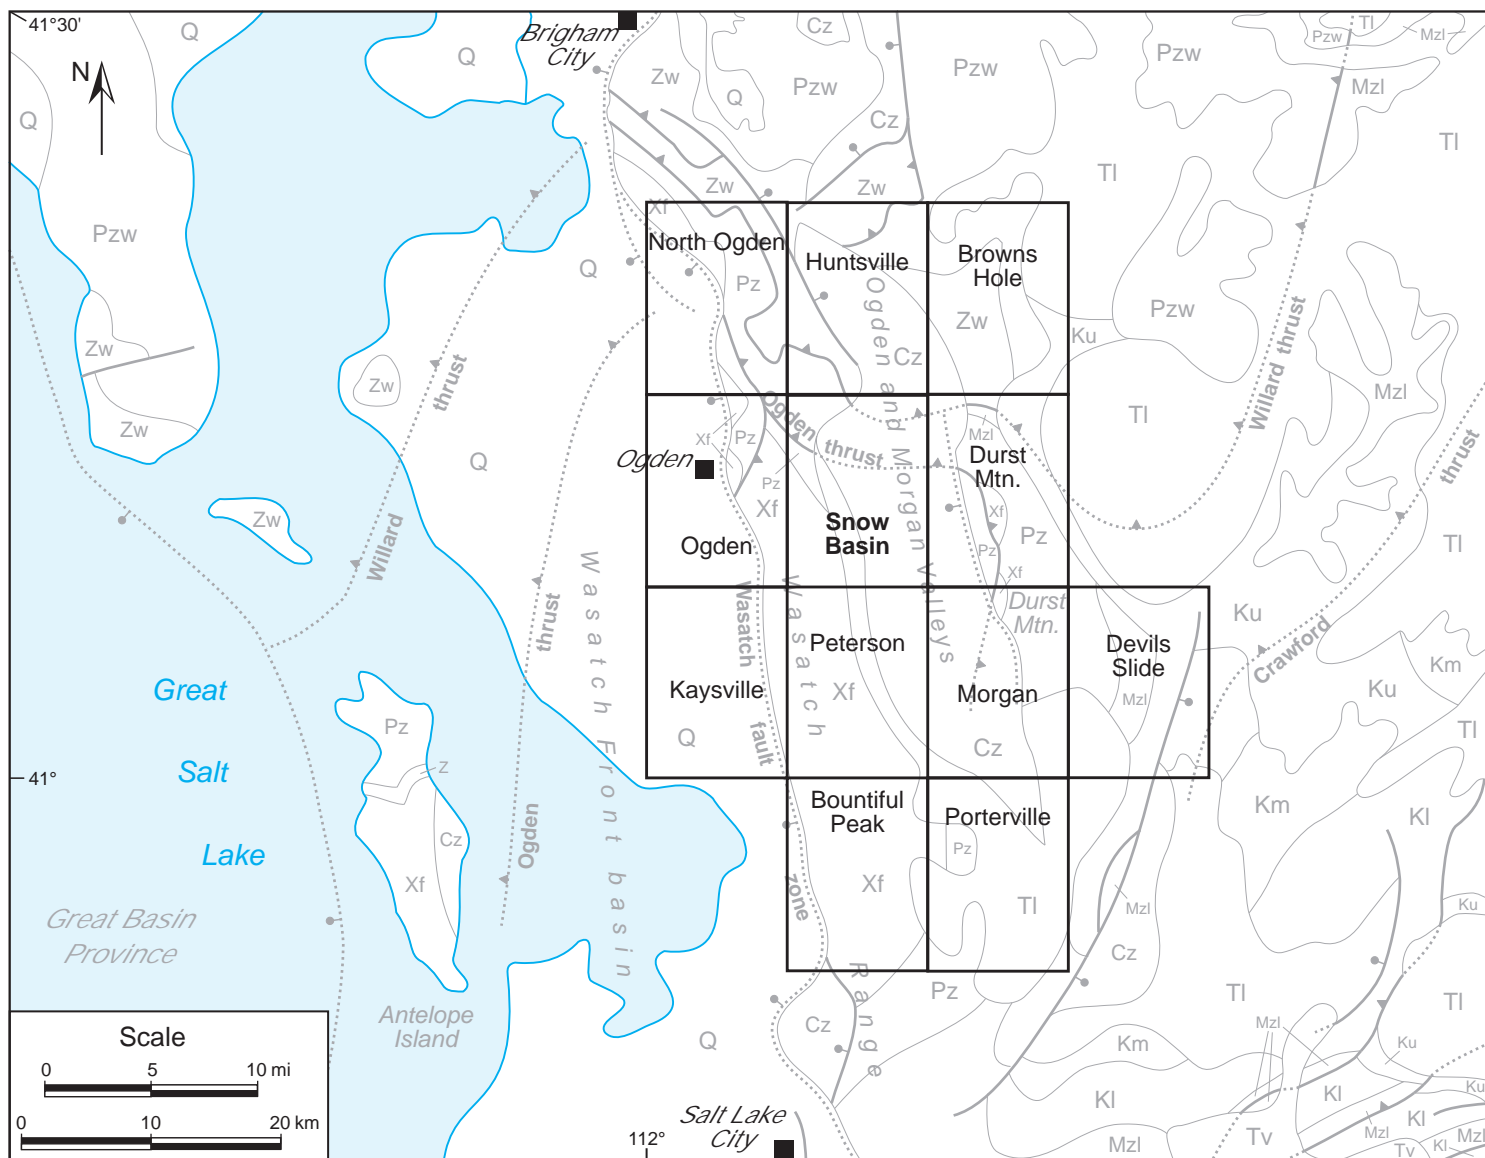 41°30'
N
Brigham
City
Q
Q
Q
Cz
Zw
Q
Pzw
Cz
Pzw
Pzw
Pzw
Tl
Mzl
Mzl
Tl
Tl
Zw
Zw
Pzw
Xf
North Ogden
Huntsville
Browns
Hole
Q
Pz
Zw
Cz
Ku
Pzw
Willard thrust
Zw
Zw
Zw
thrust
Mzl
Tl
Ogden and Morgan Valleys
Ogden thrust
Mzl
Durst
Mtn.
thrust
Q
Ogden
Xf
Pz
Pz
Xf
Snow
Basin
Xf
Pz
Pz
Xf
Tl
Zw
Willard
Ogden
Wasatch Front basin
Wasatch fault zone
Wasatch Range
Durst
Mtn.
Ku
Crawford
thrust
Peterson
Devils
Slide
Kaysville
Xf
Morgan
Mzl
Km
Ku
Tl
Great
Salt
Lake
Pz
Z
Q
Cz
41°
Bountiful
Peak
Porterville
Km
Kl
Cz
Xf
Ogden
Pz
Xf
Tl
Mzl
Ku
Great Basin
Province
Cz
Pz
Tl
Tl
Antelope
Island
Cz
Q
Km
Mzl
Ku
Kl
Kl
Ku
Kl
Mzl
Tv
Mzl
Kl
Mzl
Tv
Scale
0 5 10 mi
0 10 20 km
112°
Salt Lake
City